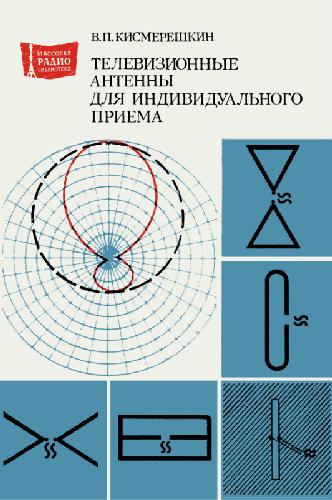 МАССОВАЯ
РАДИО
БИБЛИОТЕКА
В.П.КИСМЕРЕШКИН
ТЕЛЕВИЗИОННЫЕ
АНТЕННЫ
ДЛЯ ИНДИВИДУАЛЬНОГО
ПРИЕМА